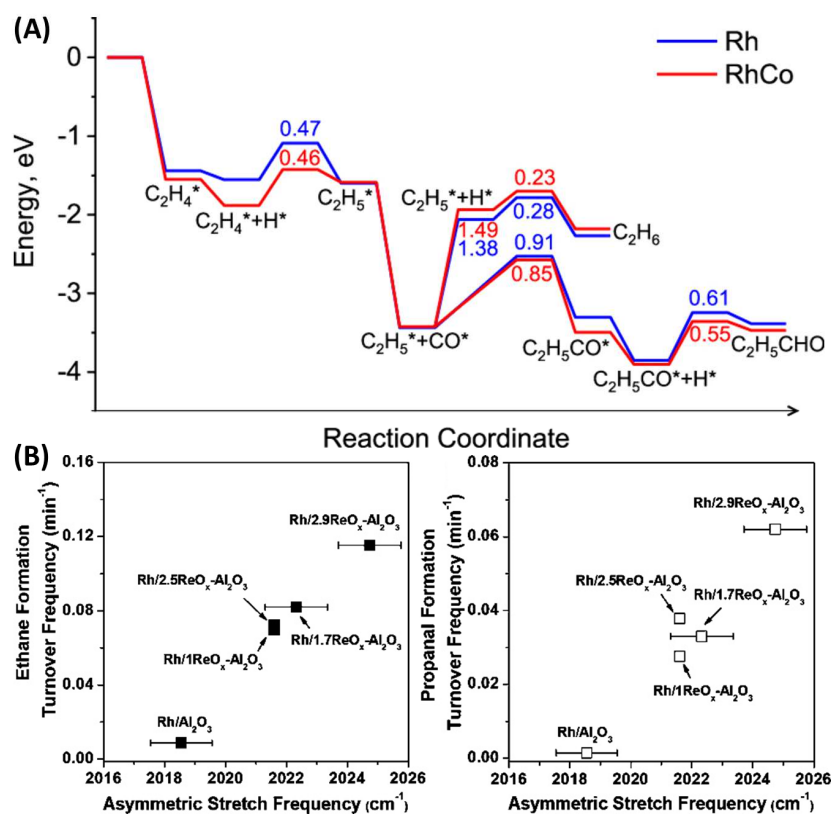 (A)
Rh
RhCo
0
-1
-2
-3
-4
Energy, eV
0.47
0.46
C₂H₄*
C₂H₄*+H*
C₂H₅*
C₂H₅*+H*
0.23
0.28
1.49
1.38
C₂H₆
0.91
0.85
C₂H₅*+CO*
C₂H₅CO*
C₂H₅CO*+H*
0.61
0.55
C₂H₅CHO
Reaction Coordinate
(B)
Ethane Formation
Turnover Frequency (min⁻¹)
0.16
0.12
0.08
0.04
0.00
Rh/2.9ReOₓ-Al₂O₃
Rh/2.5ReOₓ-Al₂O₃
Rh/1.7ReOₓ-Al₂O₃
Rh/1ReOₓ-Al₂O₃
Rh/Al₂O₃
2016 2018 2020 2022 2024 2026
Asymmetric Stretch Frequency (cm⁻¹)
Propanal Formation
Turnover Frequency (min⁻¹)
0.08
0.06
0.04
0.02
0.00
Rh/2.9ReOₓ-Al₂O₃
Rh/2.5ReOₓ-Al₂O₃
Rh/1.7ReOₓ-Al₂O₃
Rh/1ReOₓ-Al₂O₃
Rh/Al₂O₃
2016 2018 2020 2022 2024 2026
Asymmetric Stretch Frequency (cm⁻¹)